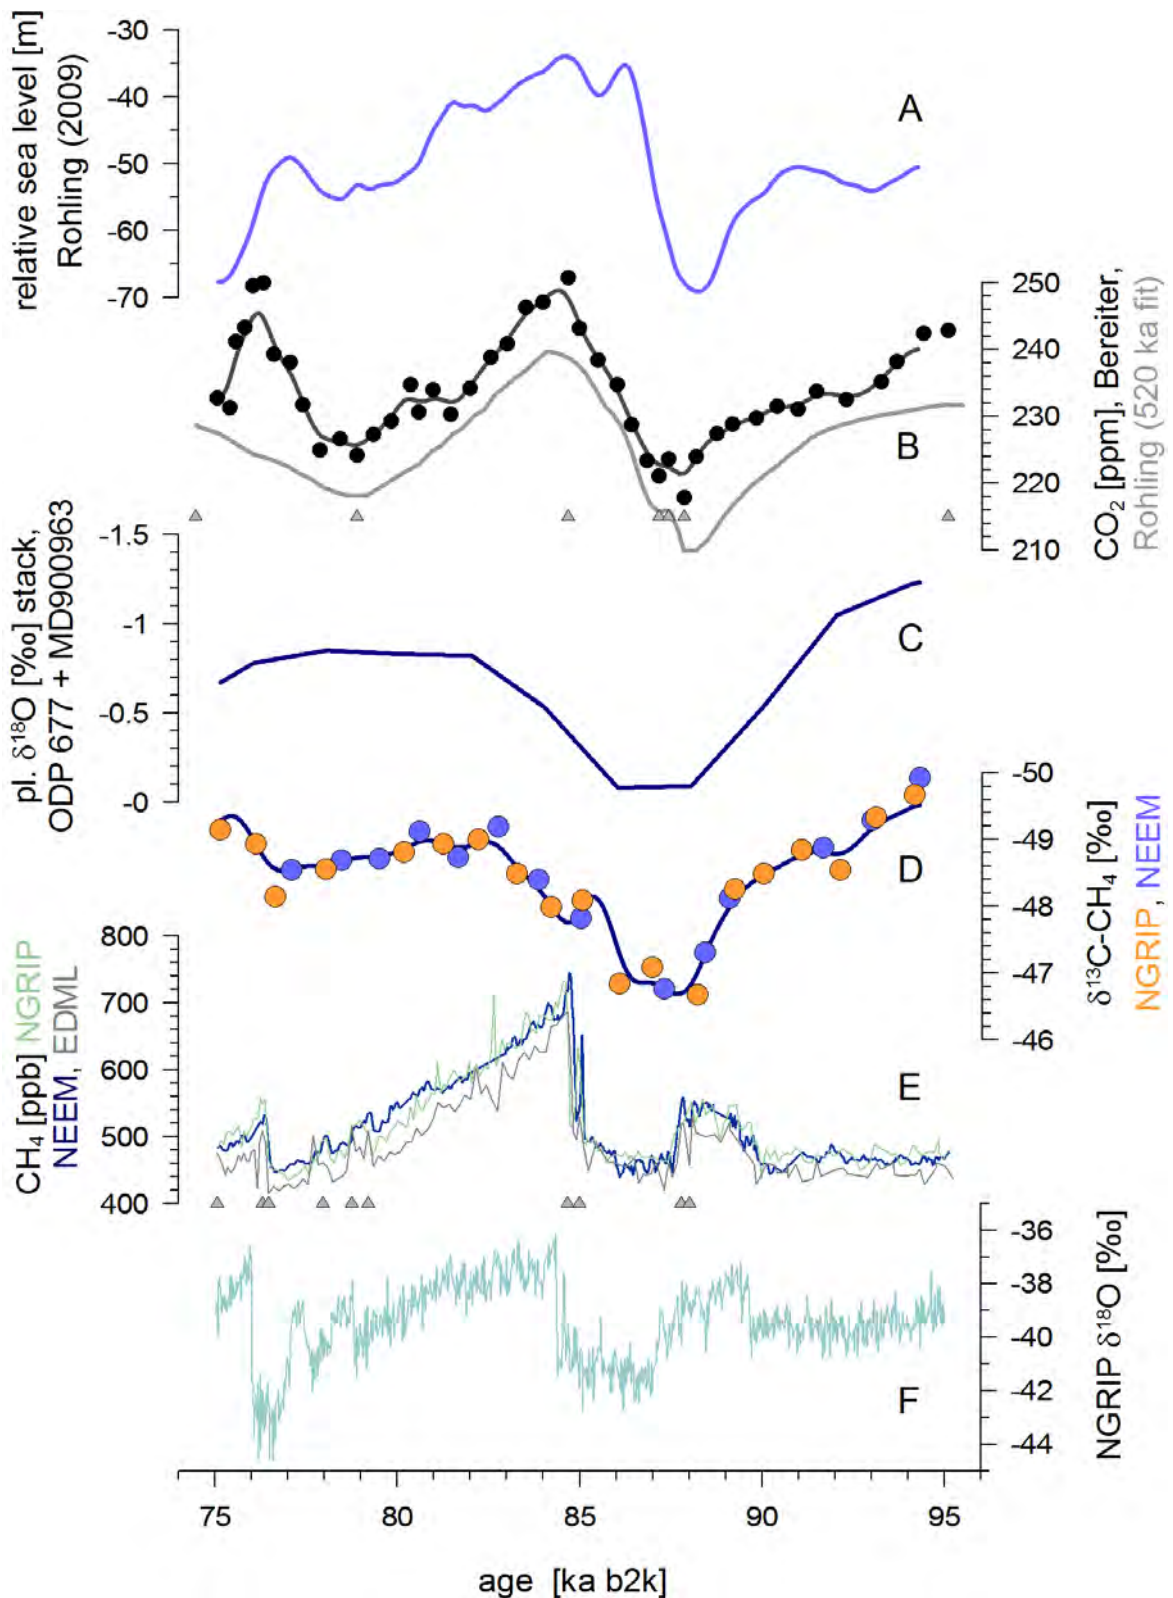 relative sea level [m]
Rohling (2009)
-30
-40
-50
-60
-70
A
250
240
230
220
210
CO2 [ppm], Bereiter,
Rohling (520 ka fit)
B
pl. δ18O [‰] stack,
ODP 677 + MD900963
-1.5
-1
-0.5
-0
C
-50
-49
-48
-47
-46
δ13C-CH4 [‰]
NGRIP, NEEM
D
CH4 [ppb] NGRIP
NEEM, EDML
800
700
600
500
400
E
-36
-38
-40
-42
-44
NGRIP δ18O [‰]
F
75 80 85 90 95
age [ka b2k]